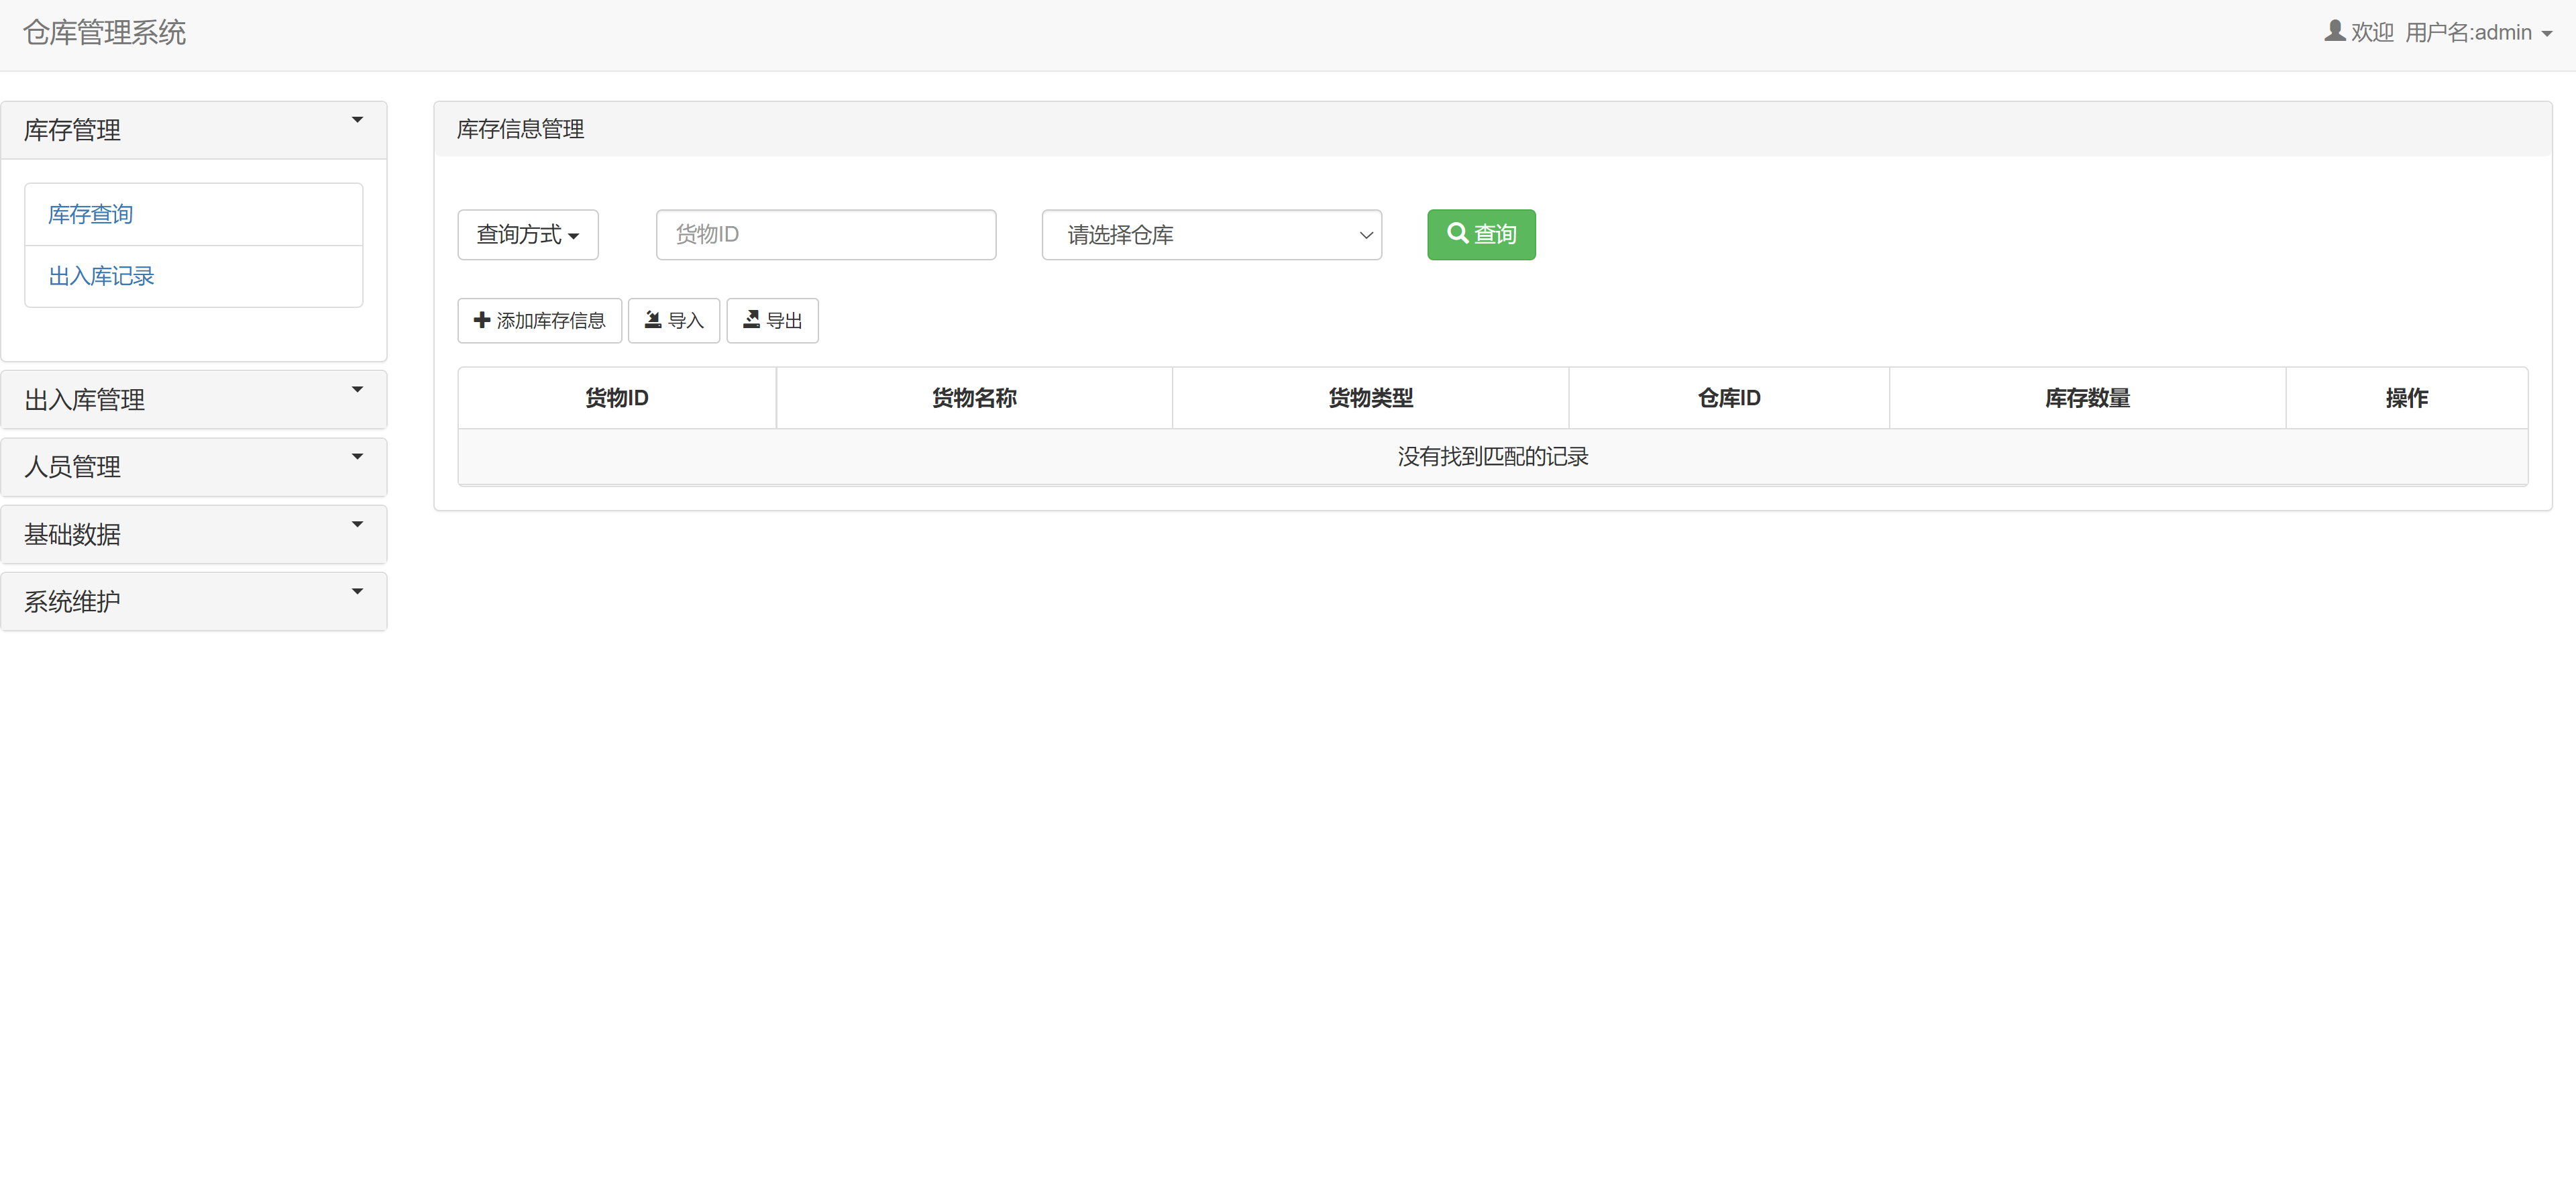 仓库管理系统
欢迎 用户名:admin
库存管理
库存查询
出入库记录
出入库管理
人员管理
基础数据
系统维护
库存信息管理
查询方式 货物ID 请选择仓库 查询
添加库存信息 导入 导出
货物ID 货物名称 货物类型 仓库ID 库存数量 操作
没有找到匹配的记录